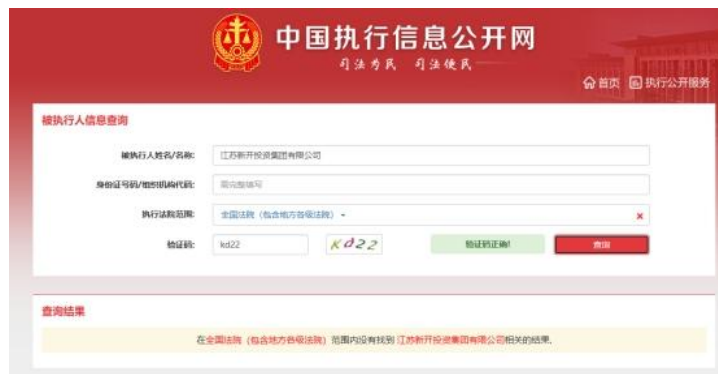 中国执行信息公开网
司法为民 司法便民
首页 执行公开服务
被执行人信息查询
被执行人姓名/名称: 江苏新开投资集团有限公司
身份证号码/组织机构代码: 需完整填写
执行法院范围: 全国法院（包含地方各级法院）
验证码: kd22 Kd22 验证码正确! 查询
查询结果
在全国法院（包含地方各级法院）范围内没有找到 江苏新开投资集团有限公司相关的结果.